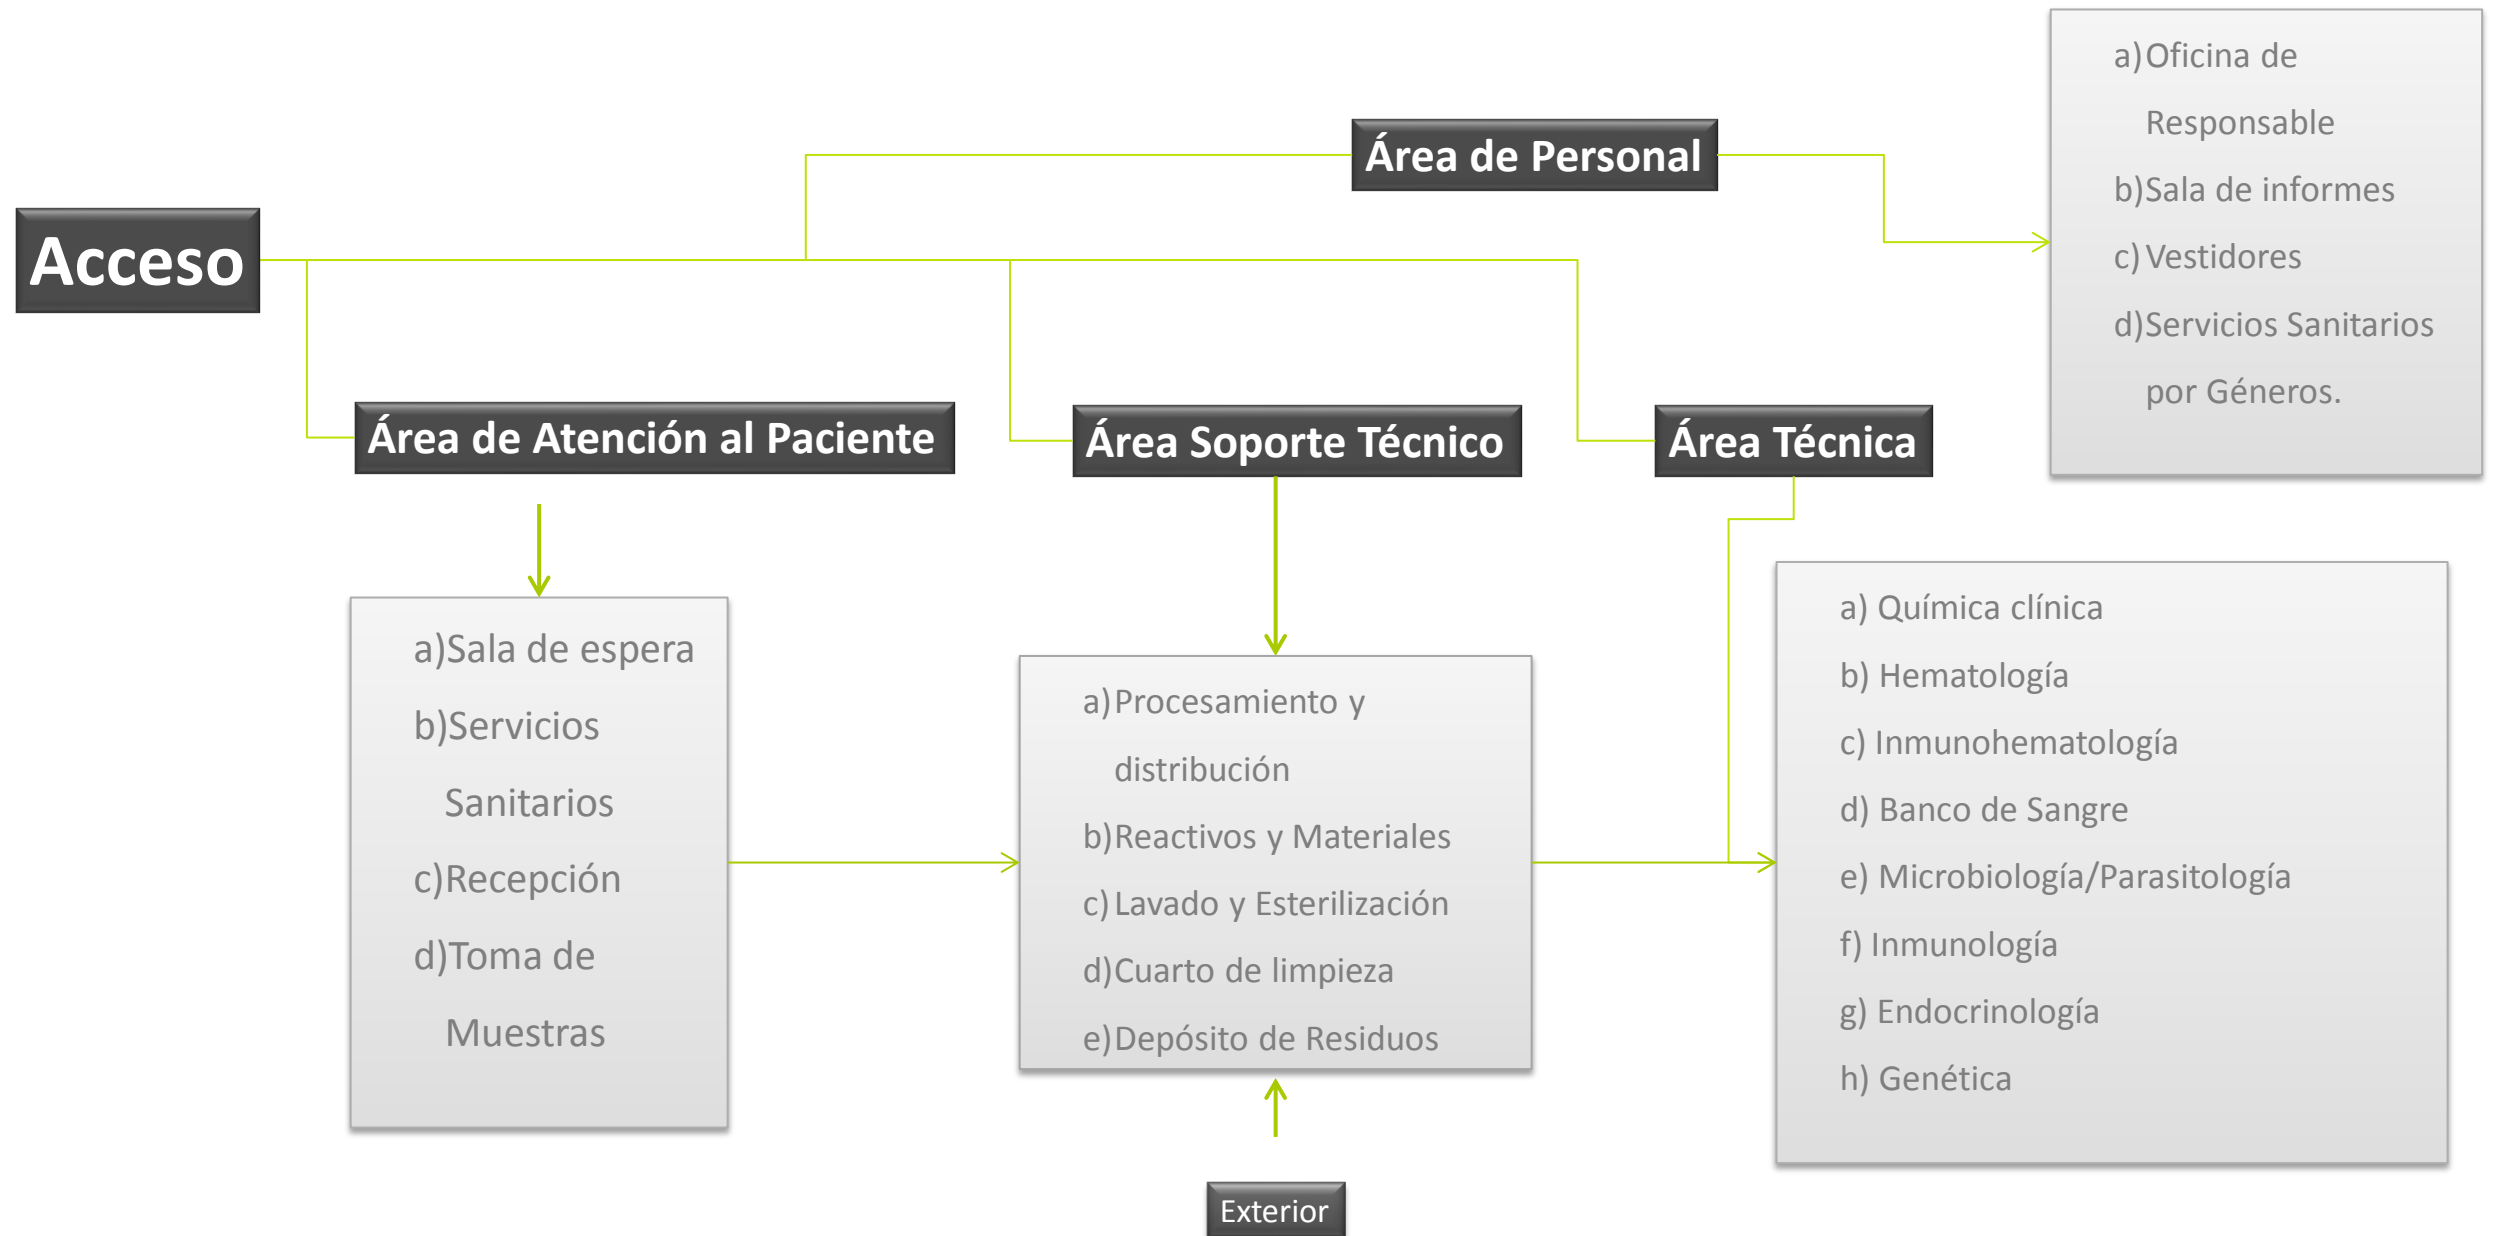 Acceso
Área de Personal
a)Oficina de
Responsable
b)Sala de informes
c)Vestidores
d)Servicios Sanitarios
por Géneros.
Área de Atención al Paciente
Área Soporte Técnico
Área Técnica
a)Sala de espera
b)Servicios
Sanitarios
c)Recepción
d)Toma de
Muestras
a)Procesamiento y
distribución
b)Reactivos y Materiales
c)Lavado y Esterilización
d)Cuarto de limpieza
e)Depósito de Residuos
a) Química clínica
b) Hematología
c) Inmunohematología
d) Banco de Sangre
e) Microbiología/Parasitología
f) Inmunología
g) Endocrinología
h) Genética
Exterior